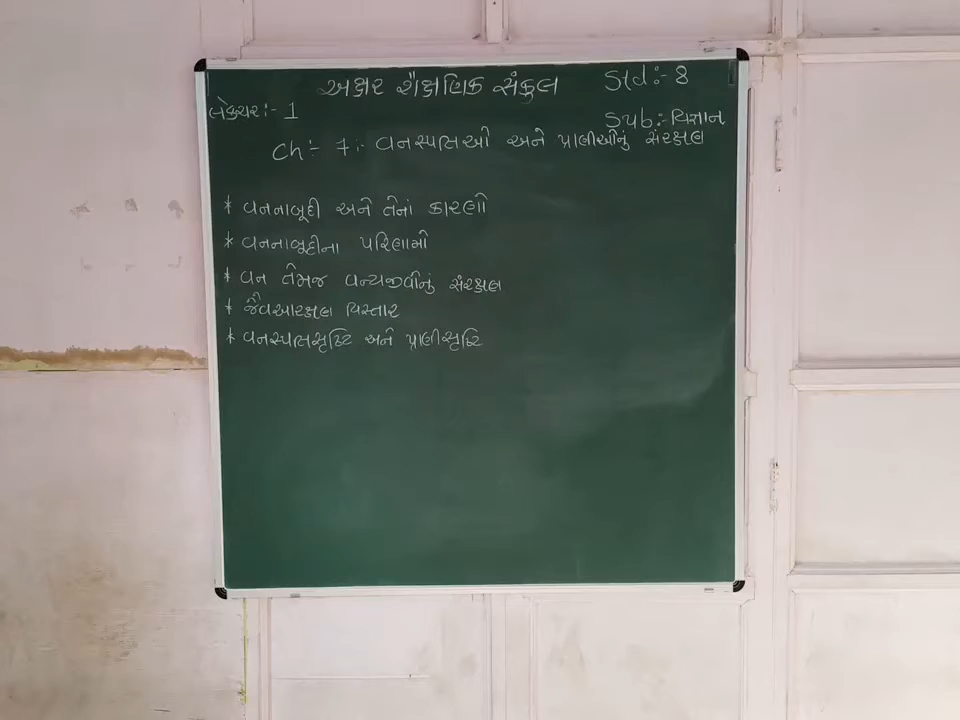 અક્ષર શૈક્ષણિક સંકુલ Std:- 8
લેક્ચર:- 1 Sub:- વિજ્ઞાન
Ch:- 7:- વનસ્પતિઓ અને પ્રાણીઓનું સંરક્ષણ
* વનનાબૂદી અને તેનાં કારણો
* વનનાબૂદીના પરિણામો
* વન તેમજ વન્યજીવોનું સંરક્ષણ
* જૈવઆરક્ષણ વિસ્તાર
* વનસ્પતિસૃષ્ટિ અને પ્રાણીસૃષ્ટિ